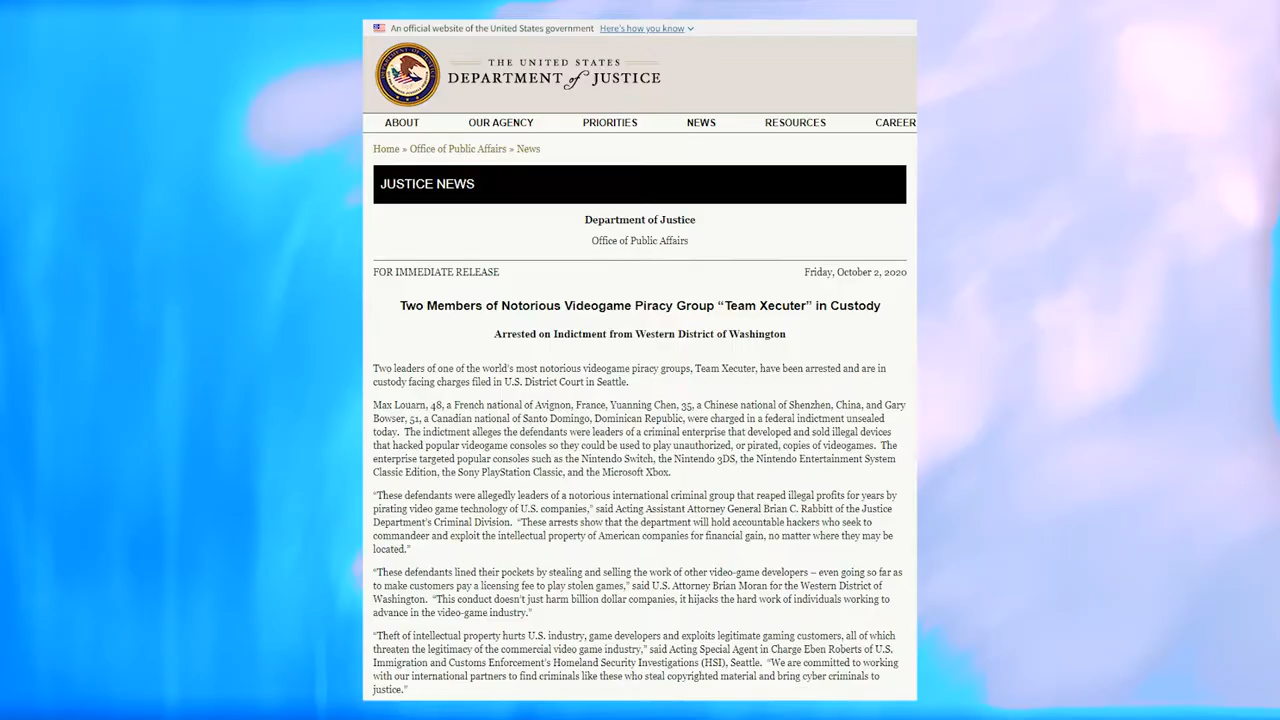 An official website of the United States government Here's how you know
THE UNITED STATES
DEPARTMENT of JUSTICE
ABOUT OUR AGENCY PRIORITIES NEWS RESOURCES CAREER
Home » Office of Public Affairs » News
JUSTICE NEWS
Department of Justice
Office of Public Affairs
FOR IMMEDIATE RELEASE Friday, October 2, 2020
Two Members of Notorious Videogame Piracy Group “Team Xecuter” in Custody
Arrested on Indictment from Western District of Washington
Two leaders of one of the world’s most notorious videogame piracy groups, Team Xecuter, have been arrested and are in
custody facing charges filed in U.S. District Court in Seattle.
Max Louarn, 48, a French national of Avignon, France, Yuanning Chen, 35, a Chinese national of Shenzhen, China, and Gary
Bowser, 51, a Canadian national of Santo Domingo, Dominican Republic, were charged in a federal indictment unsealed
today. The indictment alleges the defendants were leaders of a criminal enterprise that developed and sold illegal devices
that hacked popular videogame consoles so they could be used to play unauthorized, or pirated, copies of videogames. The
enterprise targeted popular consoles such as the Nintendo Switch, the Nintendo 3DS, the Nintendo Entertainment System
Classic Edition, the Sony PlayStation Classic, and the Microsoft Xbox.
“These defendants were allegedly leaders of a notorious international criminal group that reaped illegal profits for years by
pirating video game technology of U.S. companies,” said Acting Assistant Attorney General Brian C. Rabbitt of the Justice
Department’s Criminal Division. “These arrests show that the department will hold accountable hackers who seek to
commandeer and exploit the intellectual property of American companies for financial gain, no matter where they may be
located.”
“These defendants lined their pockets by stealing and selling the work of other video-game developers – even going so far as
to make customers pay a licensing fee to play stolen games,” said U.S. Attorney Brian Moran for the Western District of
Washington. “This conduct doesn’t just harm billion dollar companies, it hijacks the hard work of individuals working to
advance in the video-game industry.”
“Theft of intellectual property hurts U.S. industry, game developers and exploits legitimate gaming customers, all of which
threaten the legitimacy of the commercial video game industry,” said Acting Special Agent in Charge Eben Roberts of U.S.
Immigration and Customs Enforcement’s Homeland Security Investigations (HSI), Seattle. “We are committed to working
with our international partners to find criminals like these who steal copyrighted material and bring cyber criminals to
justice.”